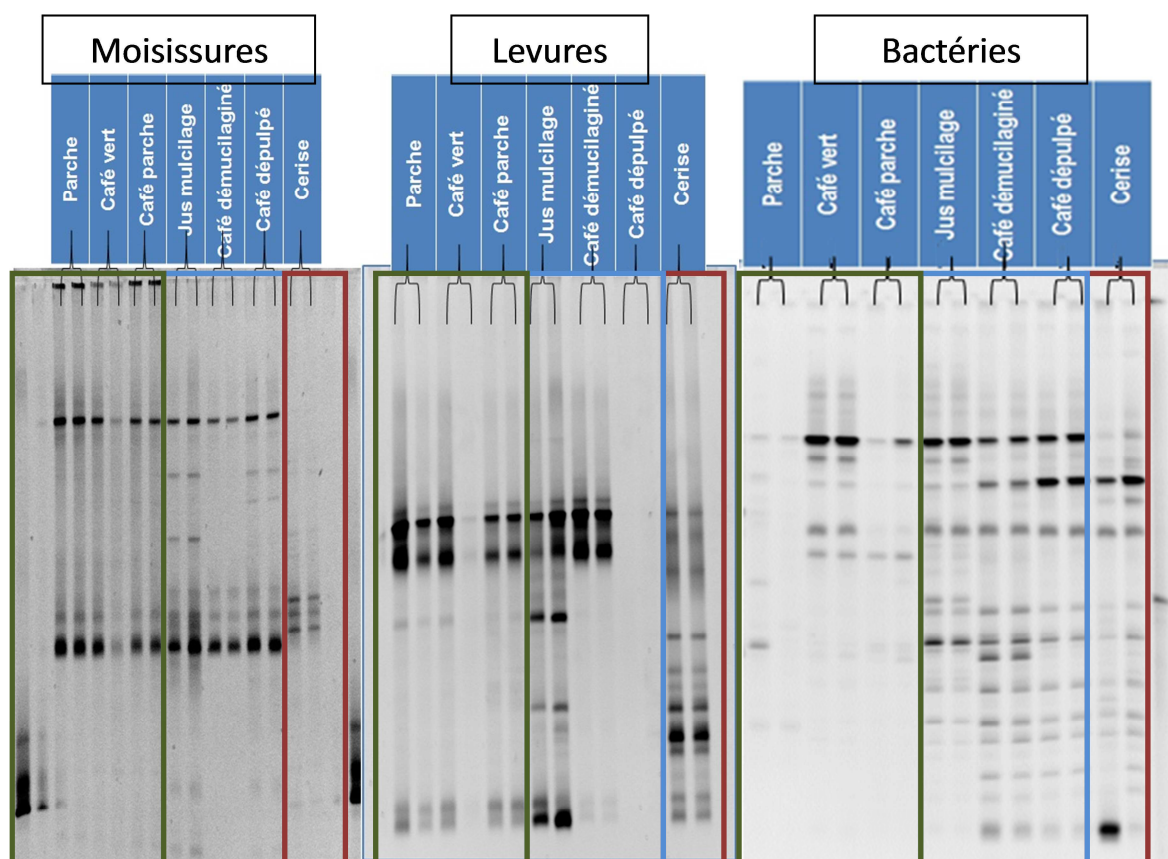 Moisissures
Levures
Bactéries
Parche
Café vert
Café parche
Jus mulcilage
Café démucilaginé
Café dépulpé
Cerise
Parche
Café vert
Café parche
Jus mulcilage
Café démucilaginé
Café dépulpé
Cerise
Parche
Café vert
Café parche
Jus mulcilage
Café démucilaginé
Café dépulpé
Cerise